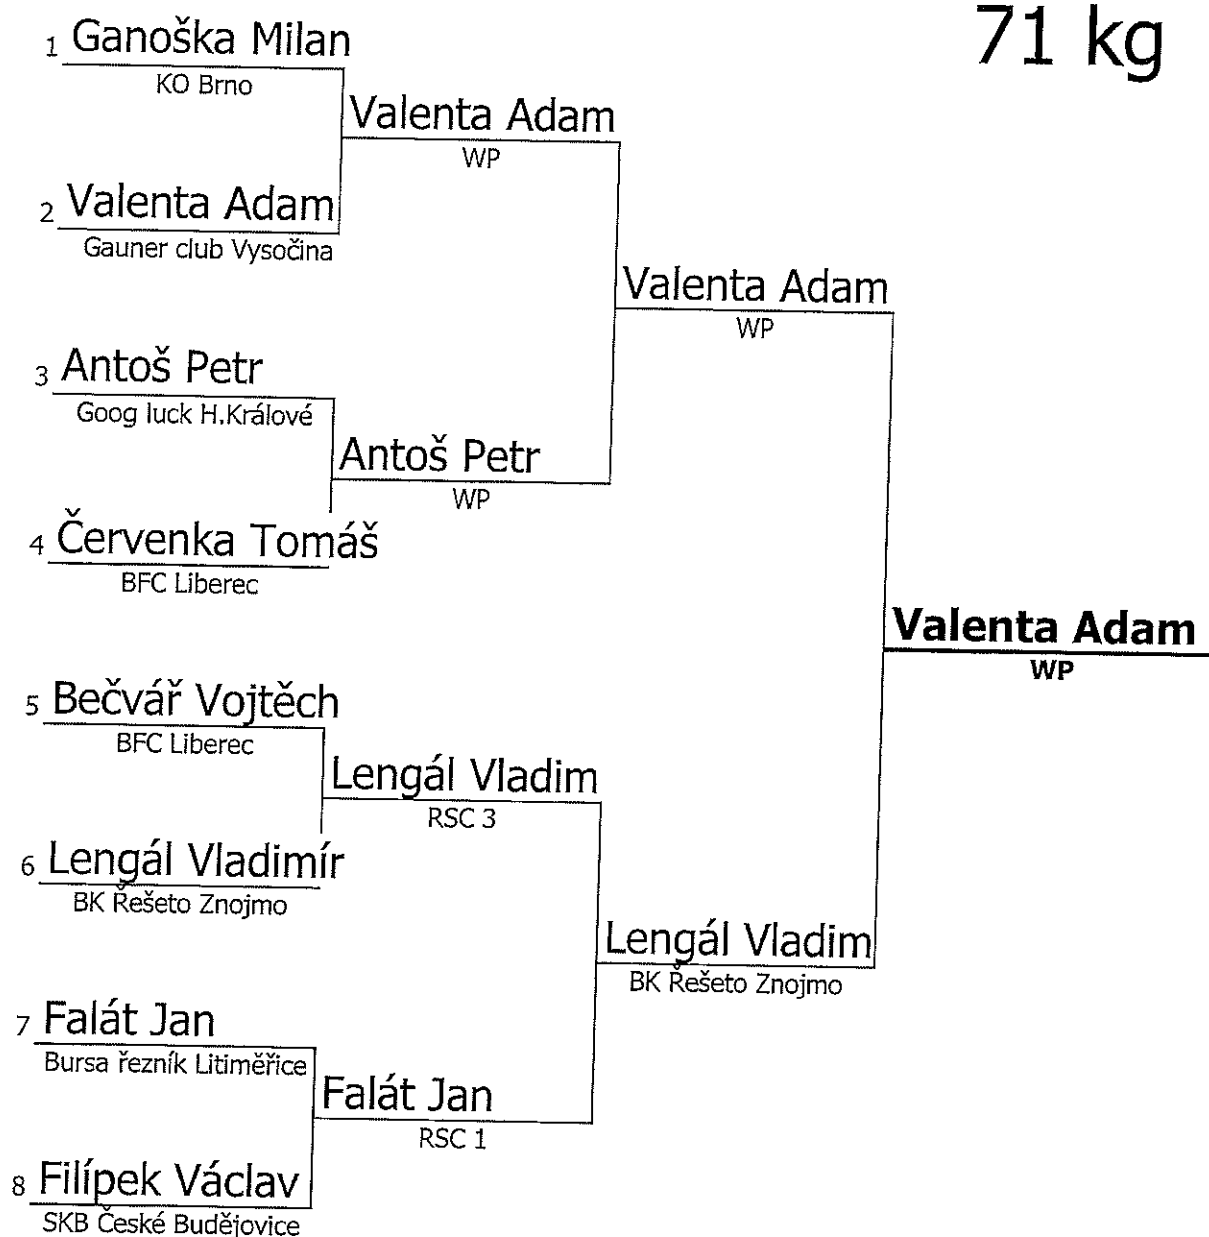 71 kg
1 Ganoška Milan
KO Brno
Valenta Adam
WP
2 Valenta Adam
Gauner club Vysočina
Valenta Adam
WP
3 Antoš Petr
Goog luck H.Králové
Antoš Petr
WP
4 Červenka Tomáš
BFC Liberec
Valenta Adam
WP
5 Bečvář Vojtěch
BFC Liberec
Lengál Vladim
RSC 3
6 Lengál Vladimír
BK Řešeto Znojmo
Lengál Vladim
BK Řešeto Znojmo
7 Falát Jan
Bursa řezník Litiměřice
Falát Jan
RSC 1
8 Filípek Václav
SKB České Budějovice